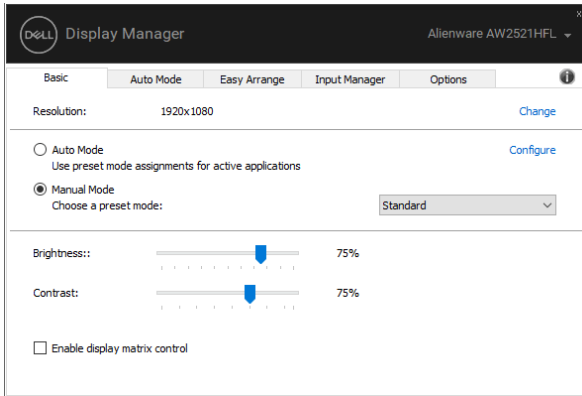 x
DELL Display Manager Alienware AW2521HFL
Basic Auto Mode Easy Arrange Input Manager Options i
Resolution: 1920x1080 Change
Auto Mode Configure
Use preset mode assignments for active applications
Manual Mode
Choose a preset mode: Standard
Brightness:: 75%
Contrast: 75%
Enable display matrix control